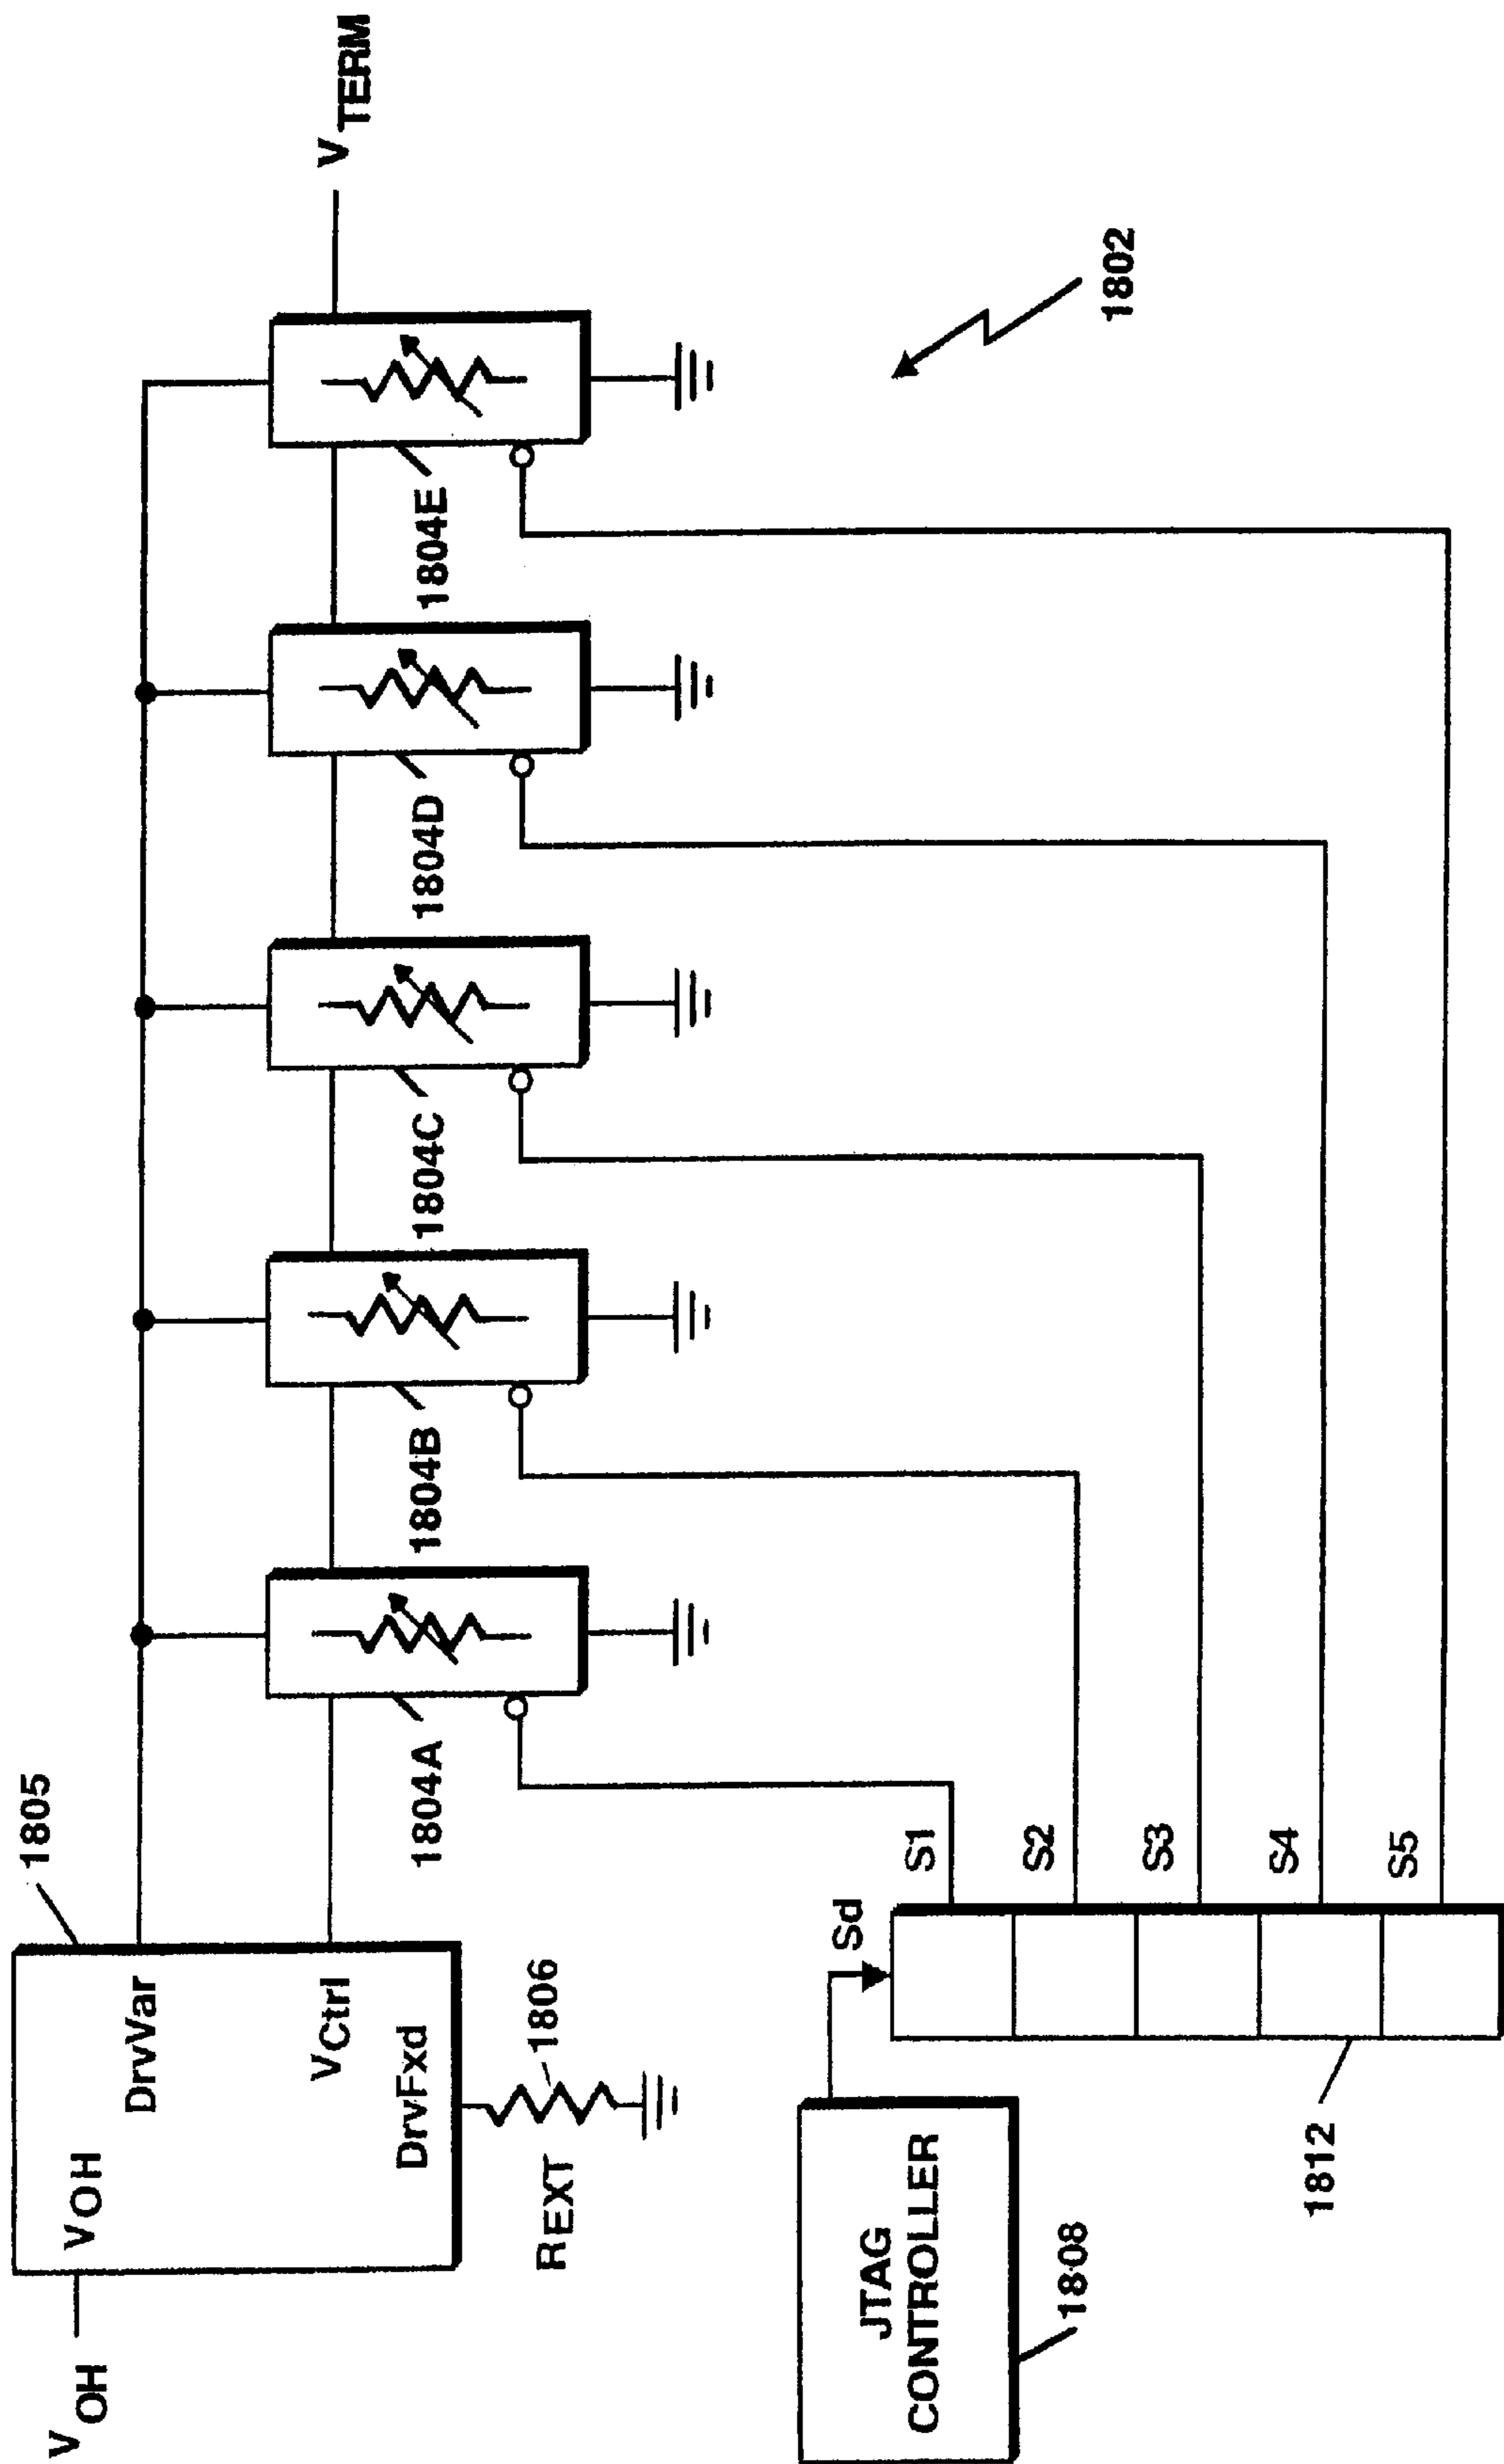 VOH
VOH
DrvVar
VCtrl
DrvFxd
1805
REXT
1806
1804A
1804B
1804C
1804D
1804E
VTERM
1802
JTAG
CONTROLLER
1808
Sd
1812
S1
S2
S3
S4
S5